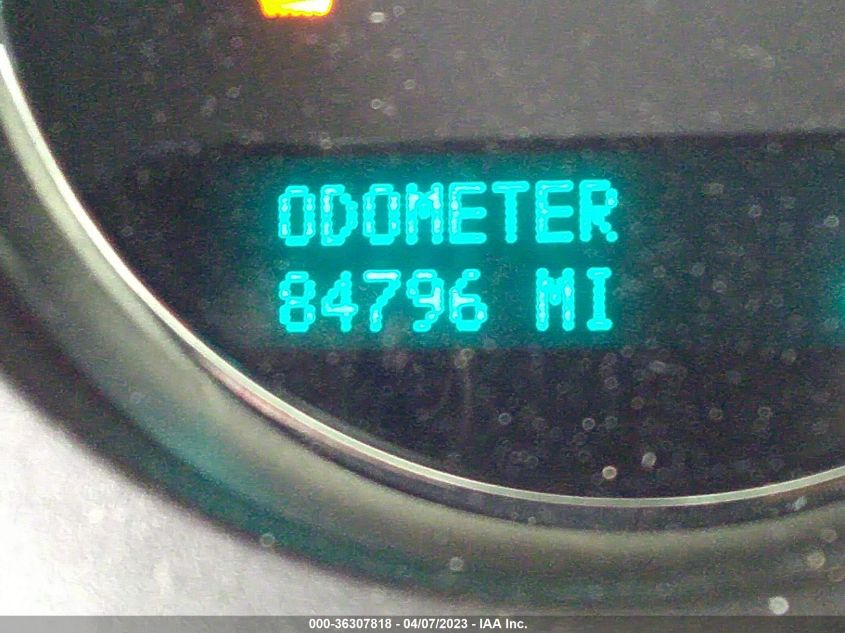 ODOMETER
84796 MI
000-36307818 - 04/07/2023 - IAA Inc.